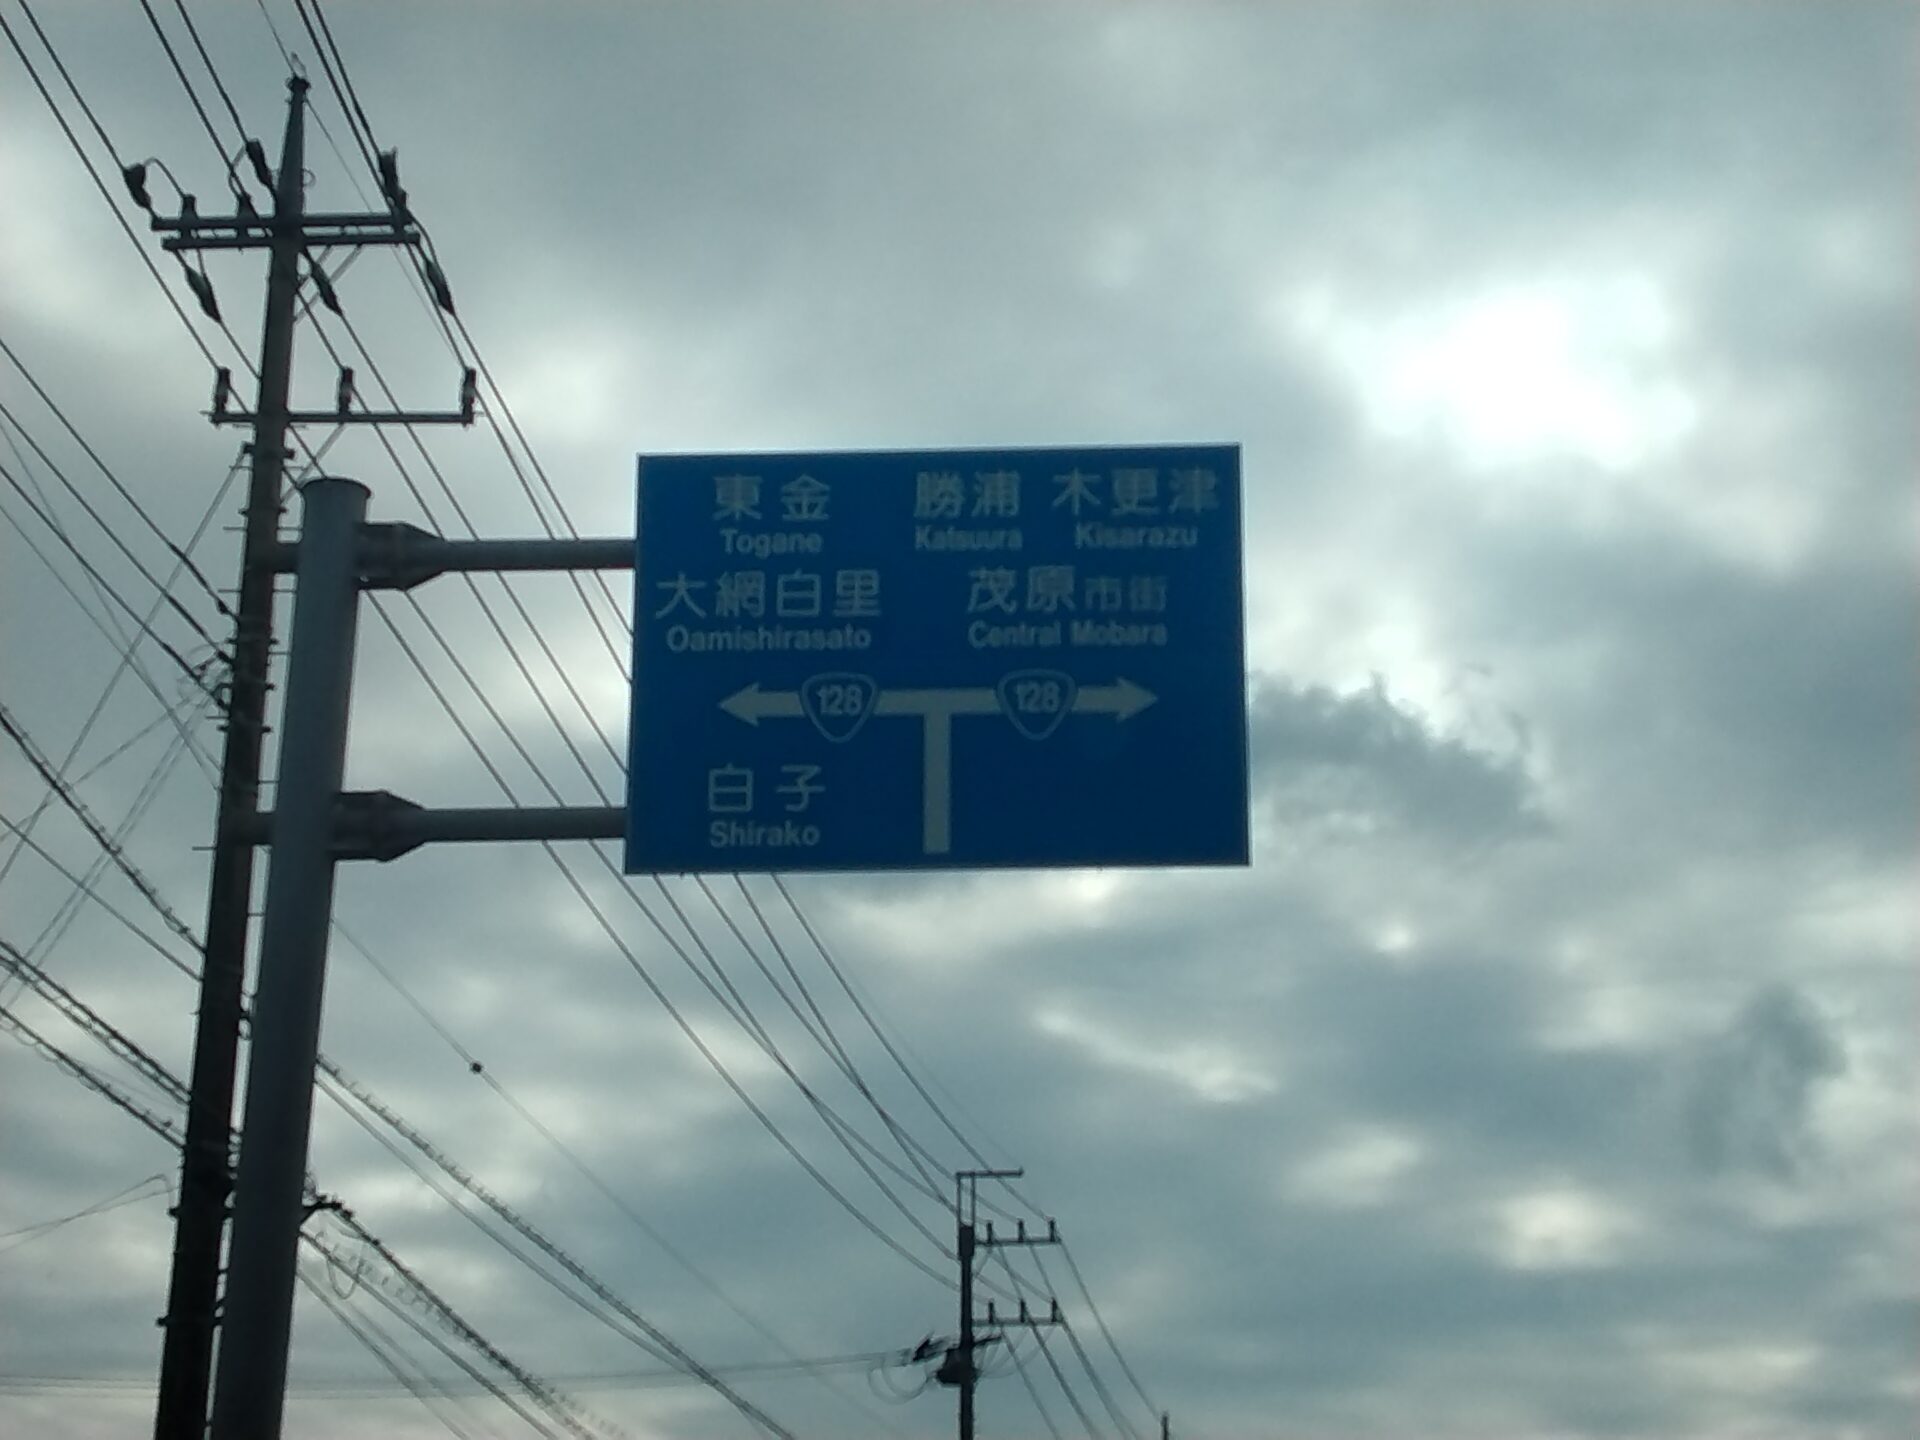 東金 勝浦 木更津
Togane Katsuura Kisarazu
大網白里 茂原市街
Oamishirasato Central Mobara
128 128
白子
Shirako